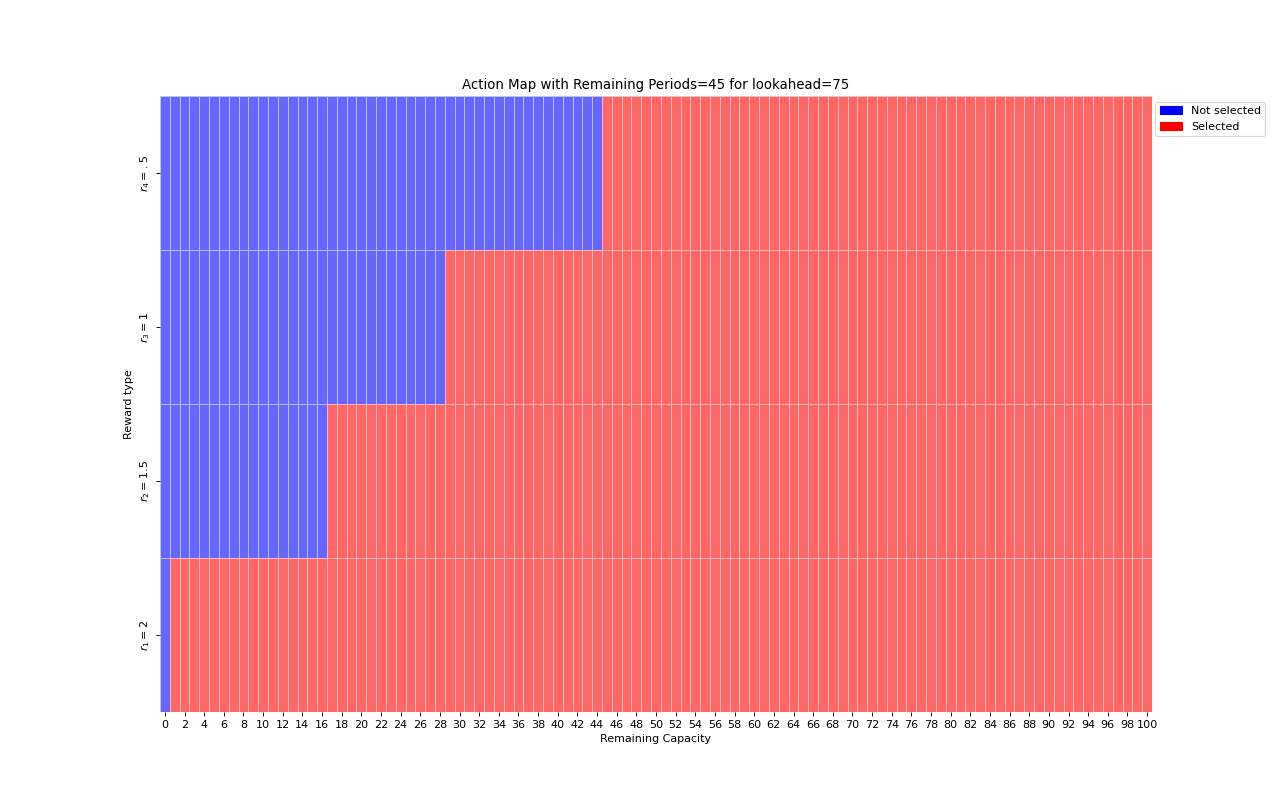 Action Map with Remaining Periods=45 for lookahead=75
Not selected
Selected
r₄ = .5
r₃ = 1
r₂ = 1.5
r₁ = 2
Reward type
0 2 4 6 8 10 12 14 16 18 20 22 24 26 28 30 32 34 36 38 40 42 44 46 48 50 52 54 56 58 60 62 64 66 68 70 72 74 76 78 80 82 84 86 88 90 92 94 96 98 100
Remaining Capacity